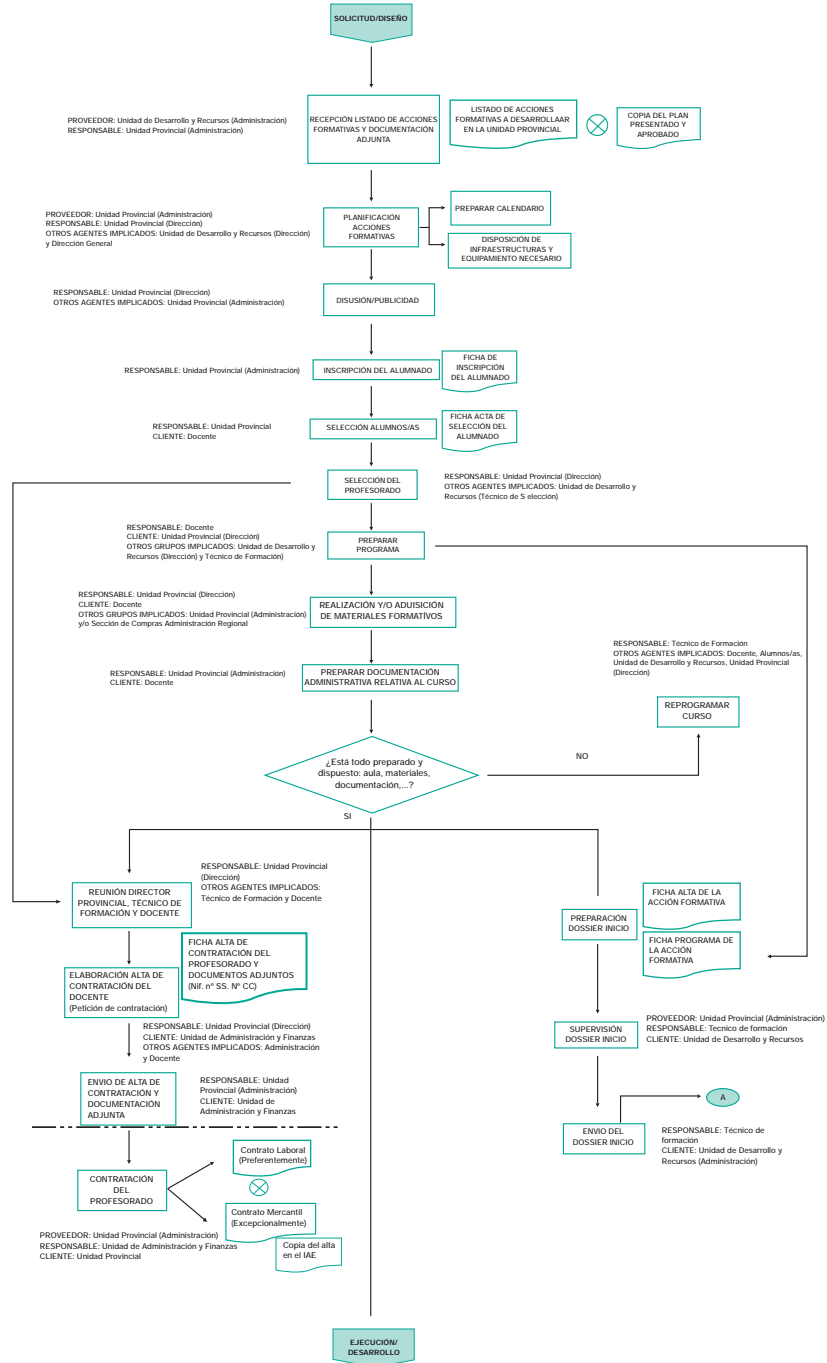 SOLICITUD/DISEÑO
PROVEEDOR: Unidad de Desarrollo y Recursos (Administración)
RESPONSABLE: Unidad Provincial (Administración)
RECEPCIÓN LISTADO DE ACCIONES
FORMATIVAS Y DOCUMENTACIÓN
ADJUNTA
LISTADO DE ACCIONES
FORMATIVAS A DESARROLLAAR
EN LA UNIDAD PROVINCIAL
COPIA DEL PLAN
PRESENTADO Y
APROBADO
PROVEEDOR: Unidad Provincial (Administración)
RESPONSABLE: Unidad Provincial (Dirección)
OTROS AGENTES IMPLICADOS: Unidad de Desarrollo y Recursos (Dirección)
y Dirección General
PLANIFICACIÓN
ACCIONES
FORMATIVAS
PREPARAR CALENDARIO
DISPOSICIÓN DE
INFRAESTRUCTURAS Y
EQUIPAMIENTO NECESARIO
RESPONSABLE: Unidad Provincial (Dirección)
OTROS AGENTES IMPLICADOS: Unidad Provincial (Administración)
DISUSIÓN/PUBLICIDAD
RESPONSABLE: Unidad Provincial (Administración)
INSCRIPCIÓN DEL ALUMNADO
FICHA DE
INSCRIPCIÓN
DEL ALUMNADO
RESPONSABLE: Unidad Provincial
CLIENTE: Docente
SELECCIÓN ALUMNOS/AS
FICHA ACTA DE
SELECCIÓN DEL
ALUMNADO
SELECCIÓN DEL
PROFESORADO
RESPONSABLE: Unidad Provincial (Dirección)
OTROS AGENTES IMPLICADOS: Unidad de Desarrollo y
Recursos (Técnico de S elección)
RESPONSABLE: Docente
CLIENTE: Unidad Provincial (Dirección)
OTROS GRUPOS IMPLICADOS: Unidad de Desarrollo y
Recursos (Dirección) y Técnico de Formación)
PREPARAR
PROGRAMA
RESPONSABLE: Unidad Provincial (Dirección)
CLIENTE: Docente
OTROS GRUPOS IMPLICADOS: Unidad Provincial (Administración)
y/o Sección de Compras Administración Regional
REALIZACIÓN Y/O ADUISICIÓN
DE MATERIALES FORMATÍVOS
RESPONSABLE: Unidad Provincial (Administración)
CLIENTE: Docente
PREPARAR DOCUMENTACIÓN
ADMINISTRATIVA RELATIVA AL CURSO
RESPONSABLE: Técnico de Formación
OTROS AGENTES IMPLICADOS: Docente, Alumnos/as,
Unidad de Desarrollo y Recursos, Unidad Provincial
(Dirección)
REPROGRAMAR
CURSO
¿Está todo preparado y
dispuesto: aula, materiales,
documentación,...?
NO
SI
RESPONSABLE: Unidad Provincial
(Dirección)
OTROS AGENTES IMPLICADOS:
Técnico de Formación y Docente
REUNIÓN DIRECTOR
PROVINCIAL, TÉCNICO DE
FORMACIÓN Y DOCENTE
PREPARACIÓN
DOSSIER INICIO
FICHA ALTA DE LA
ACCIÓN FORMATIVA
FICHA PROGRAMA DE
LA ACCIÓN
FORMATIVA
FICHA ALTA DE
CONTRATACIÓN DEL
PROFESORADO Y
DOCUMENTOS ADJUNTOS
(Nif. nº SS. Nº CC)
ELABORACIÓN ALTA DE
CONTRATACIÓN DEL
DOCENTE
(Petición de contratación)
RESPONSABLE: Unidad Provincial (Dirección)
CLIENTE: Unidad de Administración y Finanzas
OTROS AGENTES IMPLICADOS: Administración
y Docente
SUPERVISIÓN
DOSSIER INICIO
PROVEEDOR: Unidad Provincial (Administración)
RESPONSABLE: Tecnico de formación
CLIENTE: Unidad de Desarrollo y Recursos
ENVIO DE ALTA DE
CONTRATACIÓN Y
DOCUMENTACIÓN
ADJUNTA
RESPONSABLE: Unidad
Provincial (Administración)
CLIENTE: Unidad de
Administración y Finanzas
A
ENVIO DEL
DOSSIER INICIO
RESPONSABLE: Técnico de
formación
CLIENTE: Unidad de Desarrollo y
Recursos (Administración)
CONTRATACIÓN
DEL
PROFESORADO
Contrato Laboral
(Preferentemente)
Contrato Mercantil
(Excepcionalmente)
Copia del alta
en el IAE
PROVEEDOR: Unidad Provincial (Administración)
RESPONSABLE: Unidad de Administración y Finanzas
CLIENTE: Unidad Provincial
EJECUCIÓN/
DESARROLLO